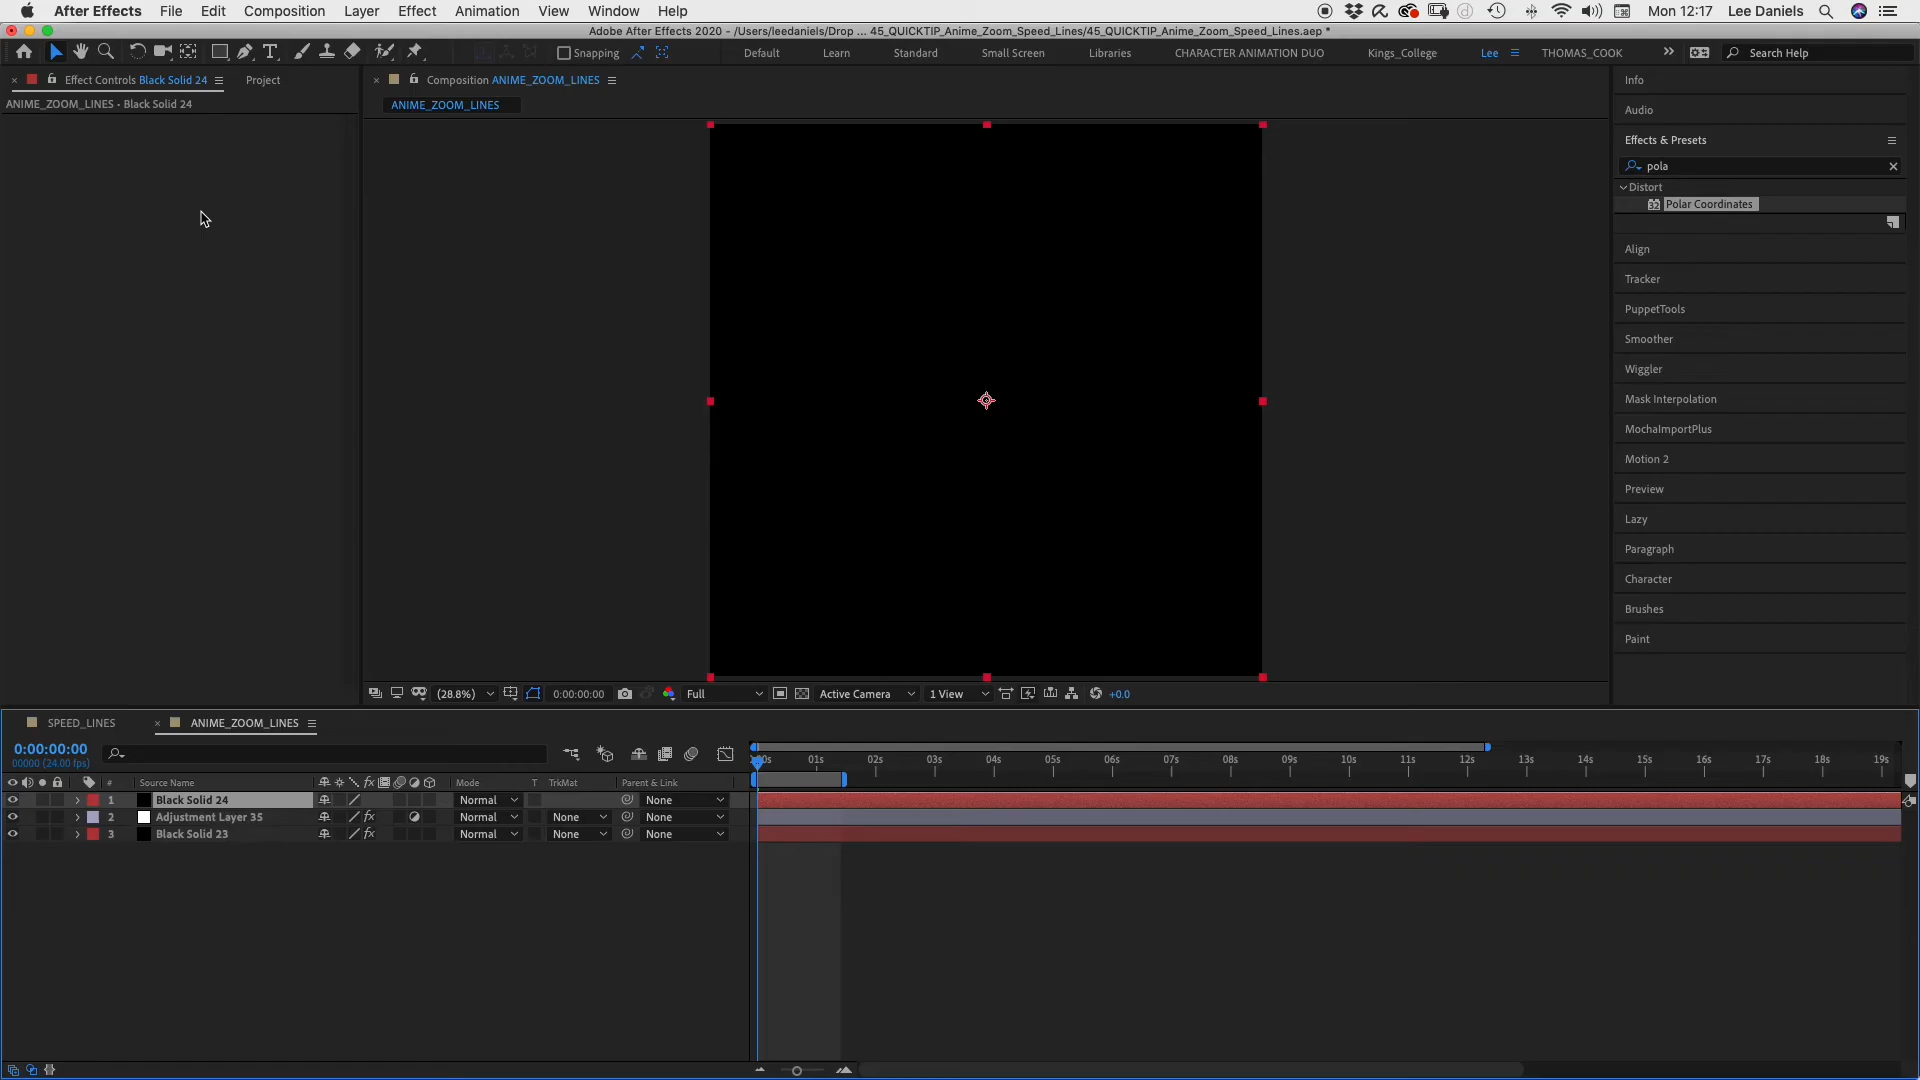 After Effects File Edit Composition Layer Effect Animation View Window Help Mon 12:17 Lee Daniels
Adobe After Effects 2020 - /Users/leedaniels/Drop ... 45_QUICKTIP_Anime_Zoom_Speed_Lines/45_QUICKTIP_Anime_Zoom_Speed_Lines.aep *
Snapping Default Learn Standard Small Screen Libraries CHARACTER ANIMATION DUO Kings_College Lee THOMAS_COOK Search Help
Effect Controls Black Solid 24 Project Composition ANIME_ZOOM_LINES Info
ANIME_ZOOM_LINES • Black Solid 24 ANIME_ZOOM_LINES
Audio
Effects & Presets
pola
Distort
32 Polar Coordinates
Align
Tracker
PuppetTools
Smoother
Wiggler
Mask Interpolation
MochaImportPlus
Motion 2
Preview
Lazy
Paragraph
Character
Brushes
Paint
(28.8%) 0:00:00:00 Full Active Camera 1 View +0.0
SPEED_LINES ANIME_ZOOM_LINES
0:00:00:00
00000 (24.00 fps)
01s 02s 03s 04s 05s 06s 07s 08s 09s 10s 11s 12s 13s 14s 15s 16s 17s 18s 19s
# Source Name fx Mode T TrkMat Parent & Link
1 Black Solid 24 Normal None
2 Adjustment Layer 35 fx Normal None None
3 Black Solid 23 fx Normal None None